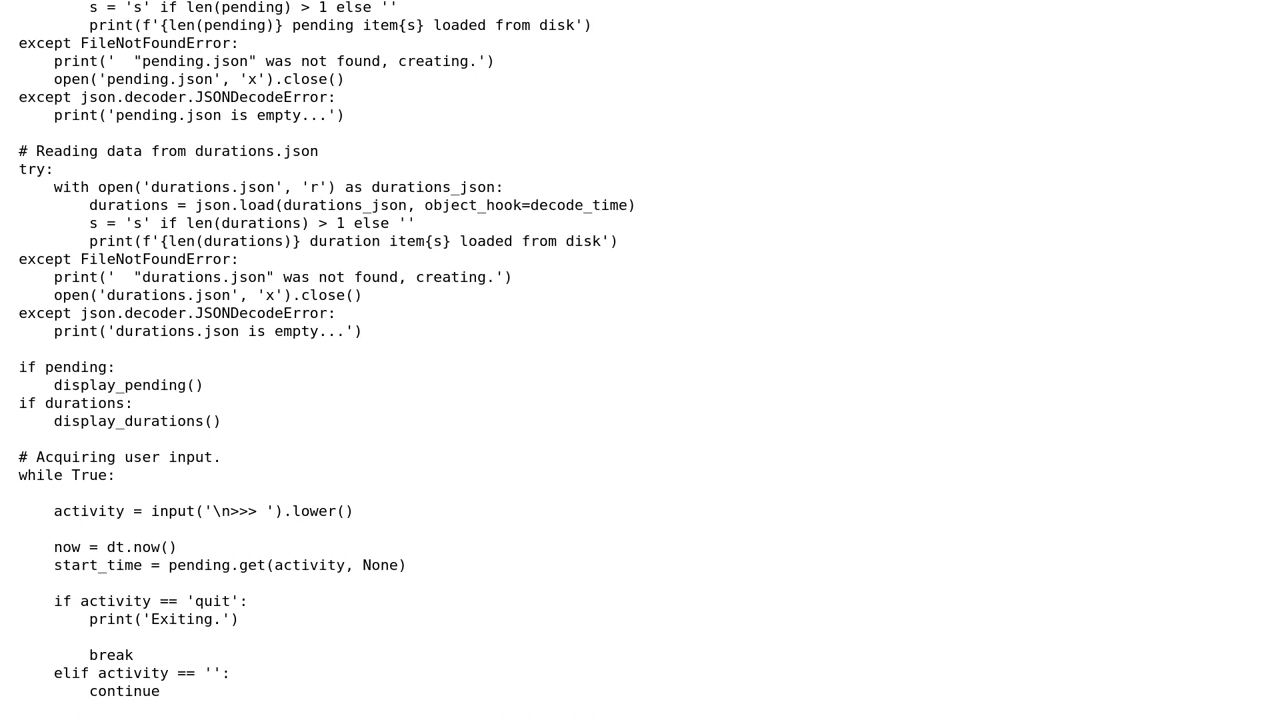 s = 's' if len(pending) > 1 else ''
        print(f'{len(pending)} pending item{s} loaded from disk')
except FileNotFoundError:
    print('  "pending.json" was not found, creating.')
    open('pending.json', 'x').close()
except json.decoder.JSONDecodeError:
    print('pending.json is empty...')

# Reading data from durations.json
try:
    with open('durations.json', 'r') as durations_json:
        durations = json.load(durations_json, object_hook=decode_time)
        s = 's' if len(durations) > 1 else ''
        print(f'{len(durations)} duration item{s} loaded from disk')
except FileNotFoundError:
    print('  "durations.json" was not found, creating.')
    open('durations.json', 'x').close()
except json.decoder.JSONDecodeError:
    print('durations.json is empty...')

if pending:
    display_pending()
if durations:
    display_durations()

# Acquiring user input.
while True:

    activity = input('\n>>> ').lower()

    now = dt.now()
    start_time = pending.get(activity, None)

    if activity == 'quit':
        print('Exiting.')

        break
    elif activity == '':
        continue